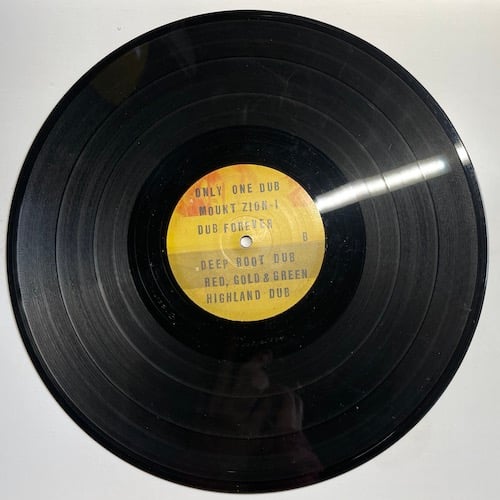 ONLY ONE DUB
MOUNT ZION-I
DUB FOREVER
B
DEEP ROOT DUB
RED, GOLD & GREEN
HIGHLAND DUB